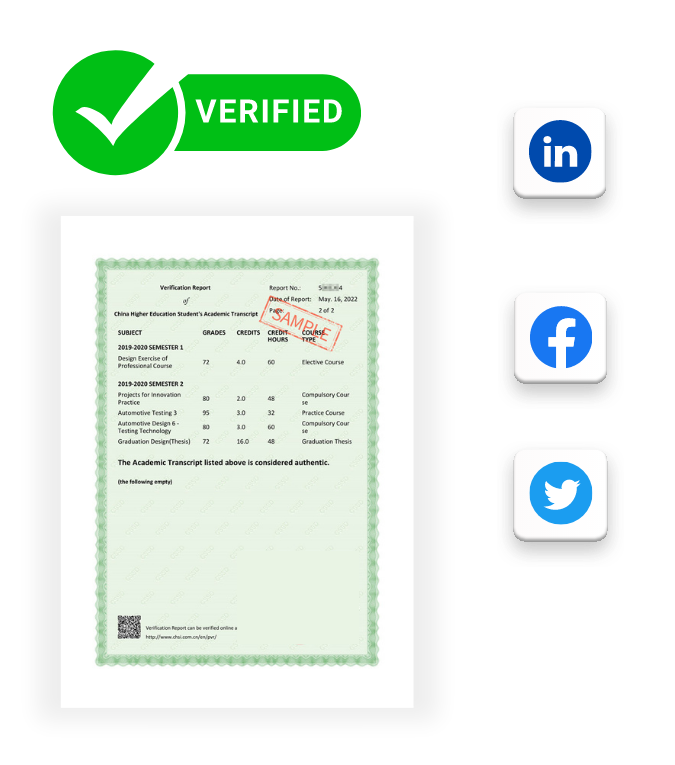 VERIFIED
in
Verification Report
of
China Higher Education Student's Academic Transcript
Report No.: 5 4
Date of Report: May. 16, 2022
Page: 2 of 2
SAMPLE
SUBJECT GRADES CREDITS CREDIT HOURS COURSE TYPE
2019-2020 SEMESTER 1
Design Exercise of Professional Course 72 4.0 60 Elective Course
2019-2020 SEMESTER 2
Projects for Innovation Practice 80 2.0 48 Compulsory Cour se
Automotive Testing 3 95 3.0 32 Practice Course
Automotive Design 6 - Testing Technology 80 3.0 60 Compulsory Cour se
Graduation Design(Thesis) 72 16.0 48 Graduation Thesis
The Academic Transcript listed above is considered authentic.
(the following empty)
Verification Report can be verified online a
http://www.chsi.com.cn/en/pvr/